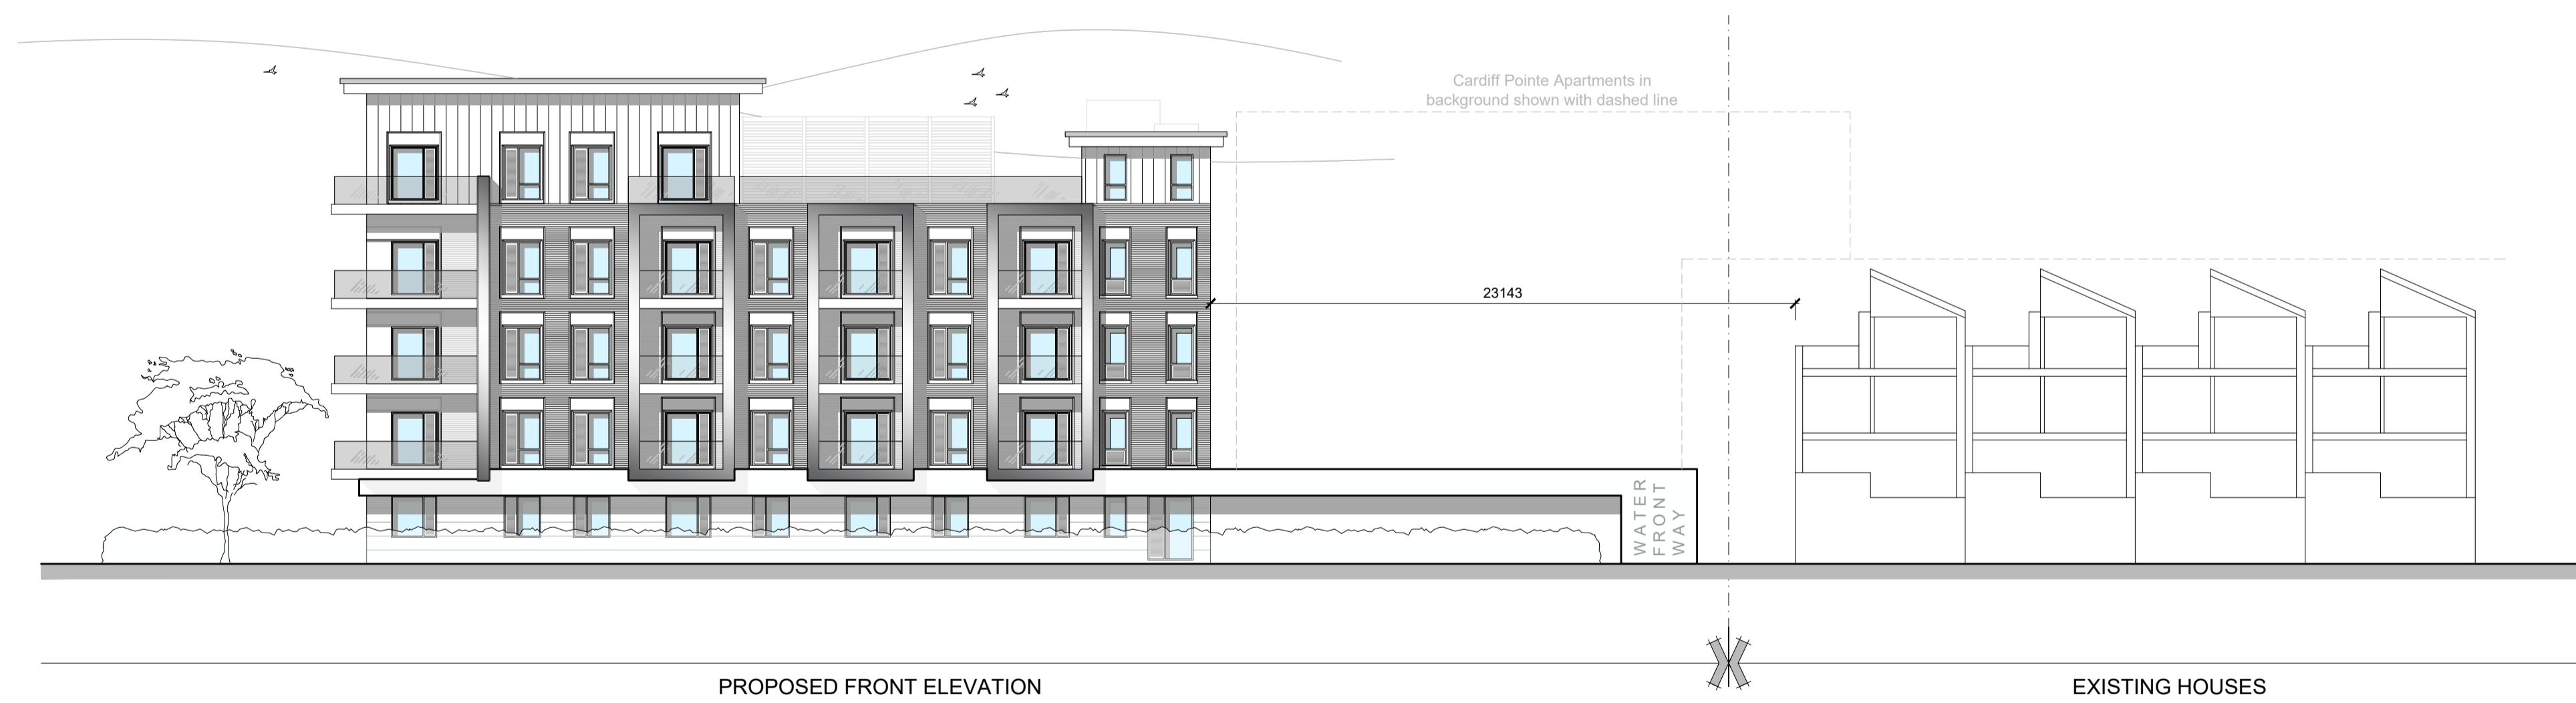 Cardiff Pointe Apartments in
background shown with dashed line
23143
WATER
FRONT
WAY
PROPOSED FRONT ELEVATION
EXISTING HOUSES